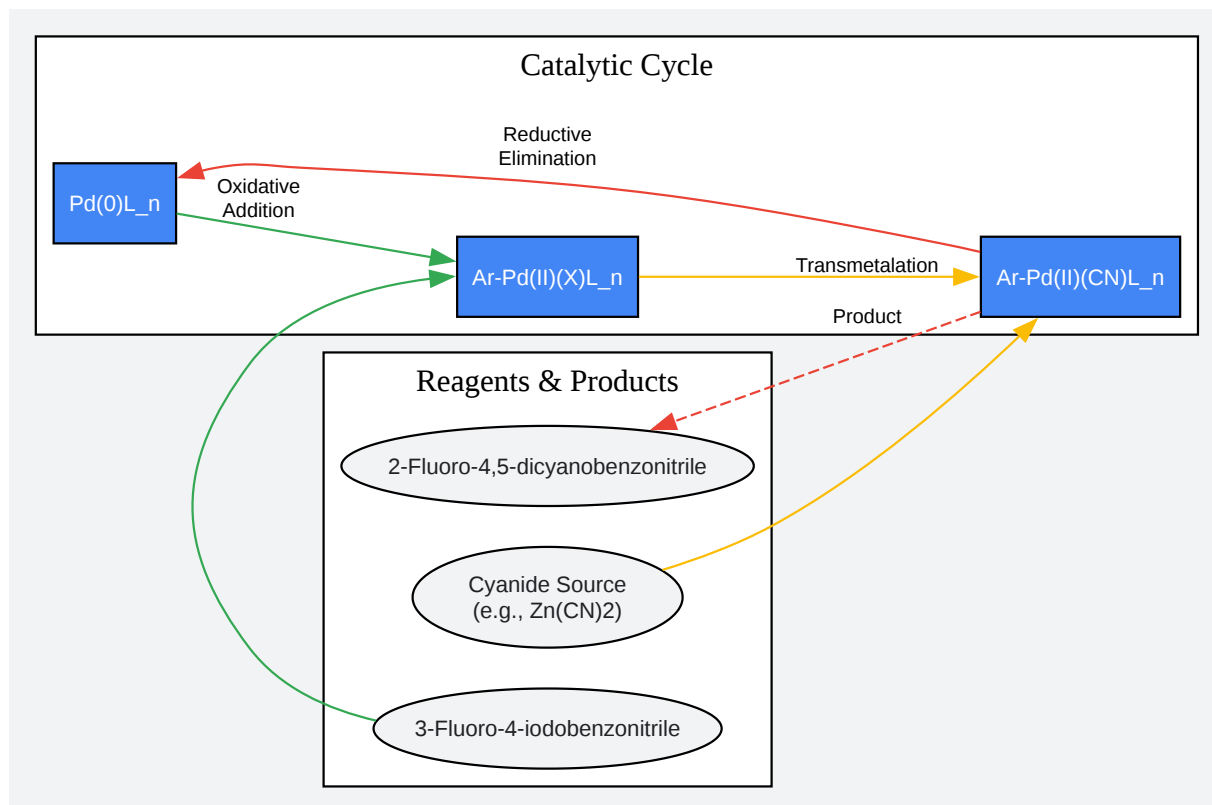 Catalytic Cycle
Reductive
Elimination
Oxidative
Addition
Pd(0)L_n
Ar-Pd(II)(X)L_n
Transmetalation
Ar-Pd(II)(CN)L_n
Product
Reagents & Products
2-Fluoro-4,5-dicyanobenzonitrile
Cyanide Source
(e.g., Zn(CN)2)
3-Fluoro-4-iodobenzonitrile